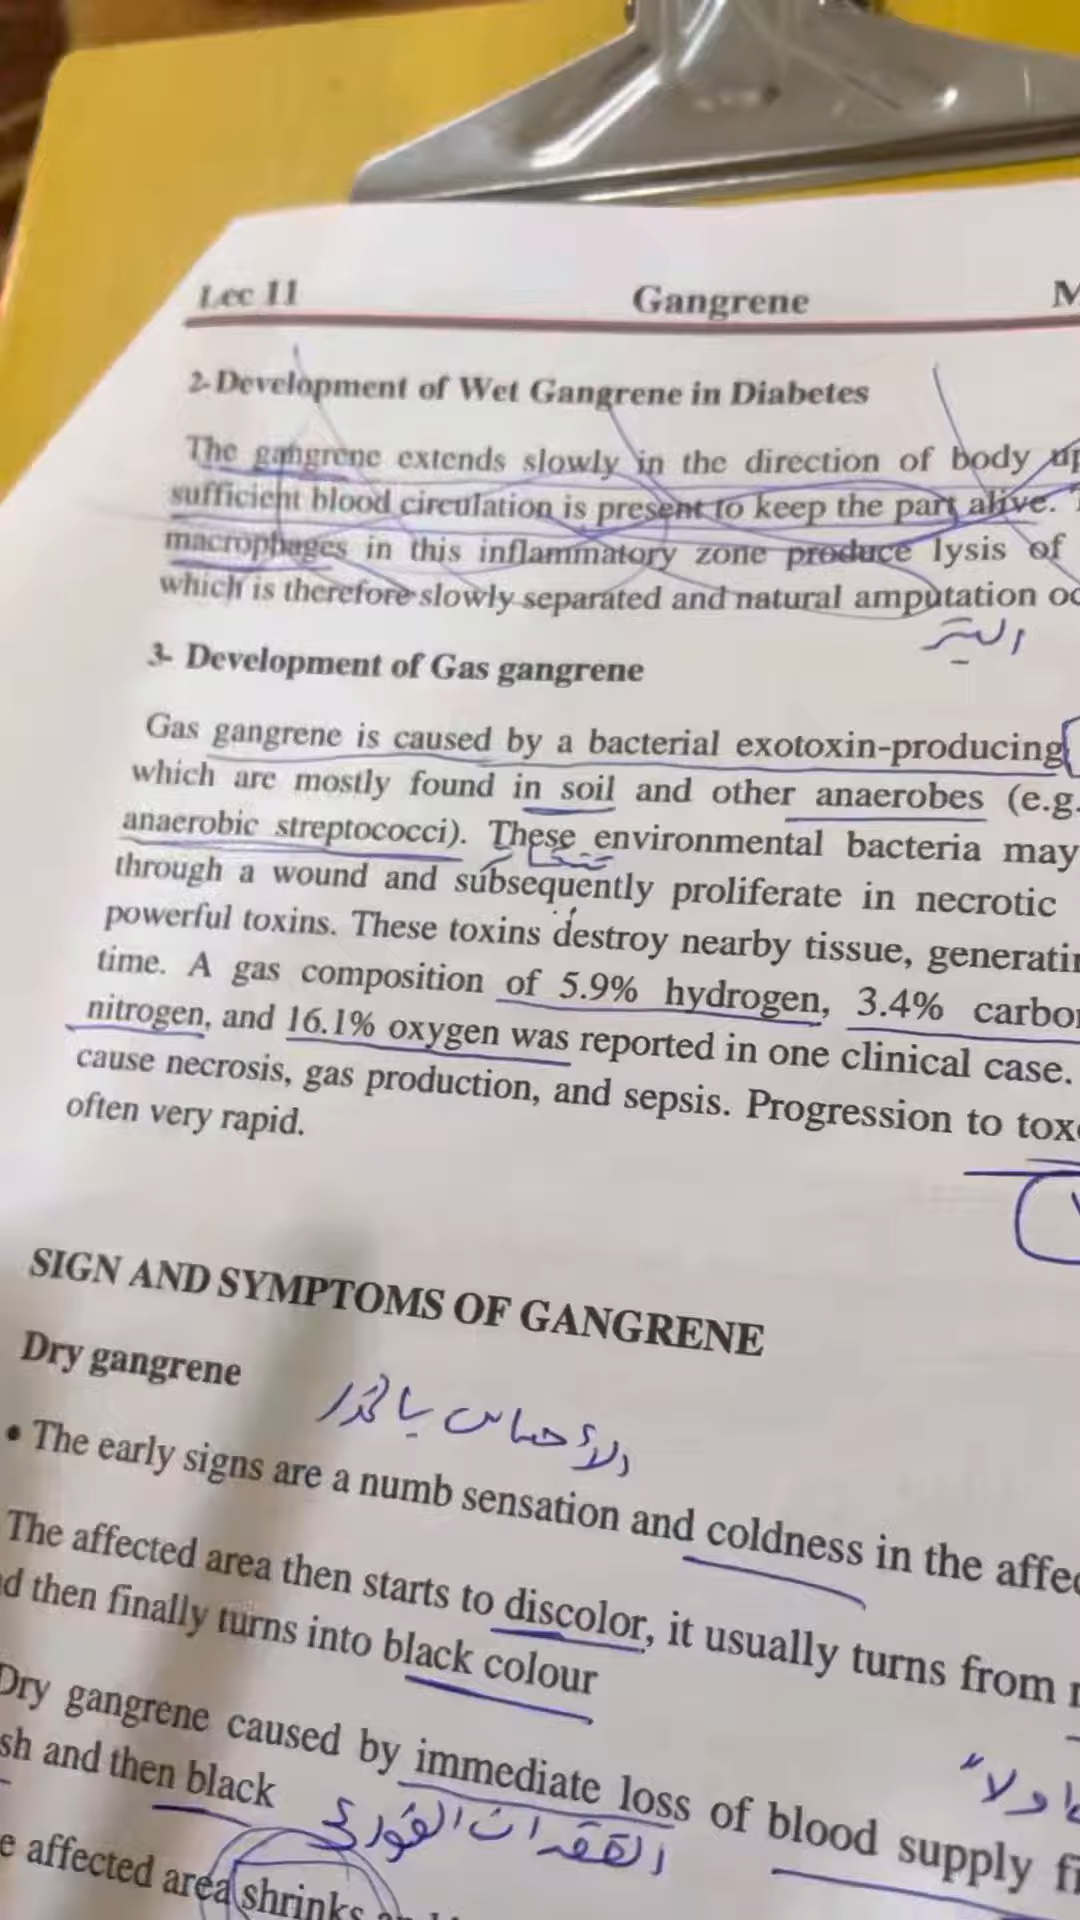 Lec 11 Gangrene
2- Development of Wet Gangrene in Diabetes
The gangrene extends slowly in the direction of body
sufficient blood circulation is present to keep the part alive.
macrophages in this inflammatory zone produce lysis of
which is therefore slowly separated and natural amputation
البتر
3- Development of Gas gangrene
Gas gangrene is caused by a bacterial exotoxin-producing
which are mostly found in soil and other anaerobes (e.g.
anaerobic streptococci). These environmental bacteria may
through a wound and subsequently proliferate in necrotic
powerful toxins. These toxins destroy nearby tissue,
time. A gas composition of 5.9% hydrogen, 3.4%
nitrogen, and 16.1% oxygen was reported in one clinical case.
cause necrosis, gas production, and sepsis. Progression to
often very rapid.
SIGN AND SYMPTOMS OF GANGRENE
Dry gangrene
الأحساس بالخدر
• The early signs are a numb sensation and coldness in the
The affected area then starts to discolor, it usually turns from
then finally turns into black colour
Dry gangrene caused by immediate loss of blood supply
and then black
الفقدان الفوري
affected area shrinks